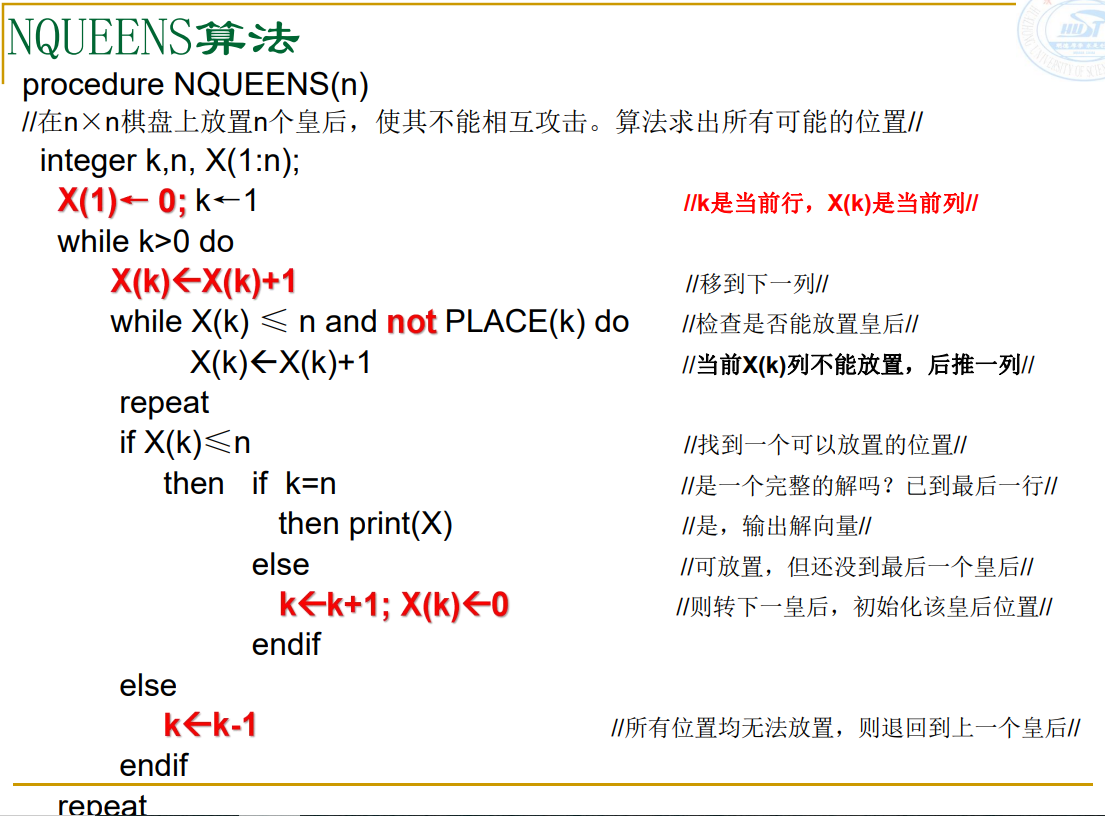 NQUEENS算法
procedure NQUEENS(n)
//在n×n棋盘上放置n个皇后，使其不能相互攻击。算法求出所有可能的位置//
integer k,n, X(1:n);
X(1)← 0; k←1 //k是当前行，X(k)是当前列//
while k>0 do
X(k)←X(k)+1 //移到下一列//
while X(k) ≤ n and not PLACE(k) do //检查是否能放置皇后//
X(k)←X(k)+1 //当前X(k)列不能放置，后推一列//
repeat
if X(k)≤n //找到一个可以放置的位置//
then if k=n //是一个完整的解吗？已到最后一行//
then print(X) //是，输出解向量//
else //可放置，但还没到最后一个皇后//
k←k+1; X(k)←0 //则转下一皇后，初始化该皇后位置//
endif
else
k←k-1 //所有位置均无法放置，则退回到上一个皇后//
endif
repeat